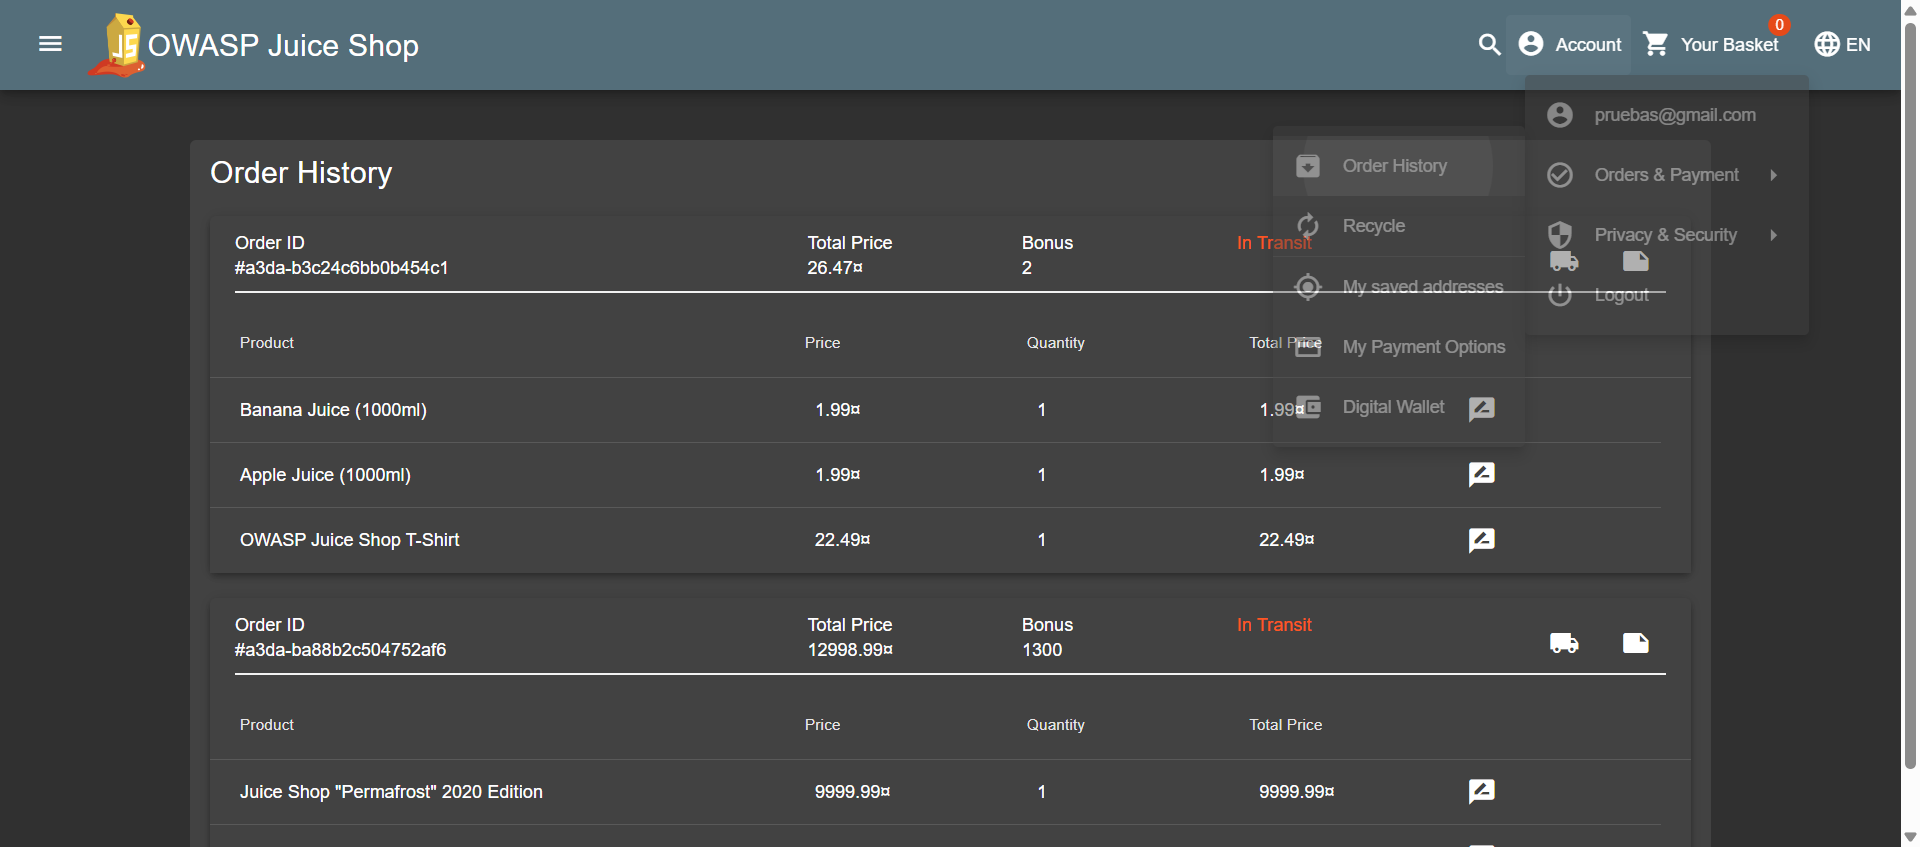 OWASP Juice Shop
Account
Your Basket
0
EN
pruebas@gmail.com
Orders & Payment
Privacy & Security
Logout
Order History
Recycle
My saved addresses
My Payment Options
Digital Wallet
Order History
Order ID
#a3da-b3c24c6bb0b454c1
Total Price
26.47¤
Bonus
2
In Transit
Product Price Quantity Total Price
Banana Juice (1000ml) 1.99¤ 1 1.99¤
Apple Juice (1000ml) 1.99¤ 1 1.99¤
OWASP Juice Shop T-Shirt 22.49¤ 1 22.49¤
Order ID
#a3da-ba88b2c504752af6
Total Price
12998.99¤
Bonus
1300
In Transit
Product Price Quantity Total Price
Juice Shop "Permafrost" 2020 Edition 9999.99¤ 1 9999.99¤